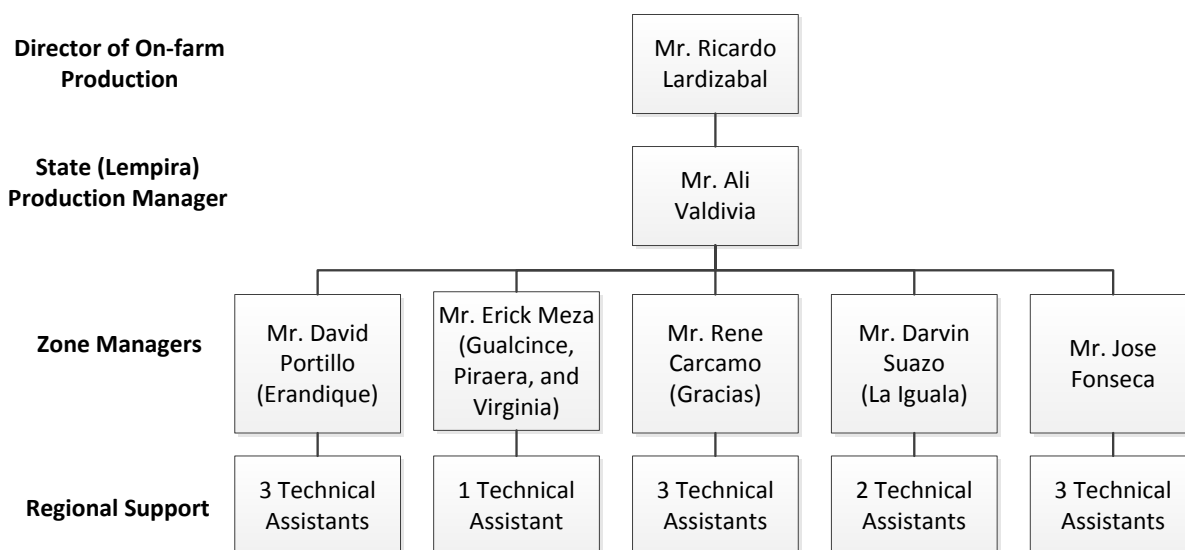 Director of On-farm
Production
Mr. Ricardo
Lardizabal
State (Lempira)
Production Manager
Mr. Ali
Valdivia
Zone Managers
Mr. David
Portillo
(Erandique)
Mr. Erick Meza
(Gualcince,
Piraera, and
Virginia)
Mr. Rene
Carcamo
(Gracias)
Mr. Darvin
Suazo
(La Iguala)
Mr. Jose
Fonseca
Regional Support
3 Technical
Assistants
1 Technical
Assistant
3 Technical
Assistants
2 Technical
Assistants
3 Technical
Assistants